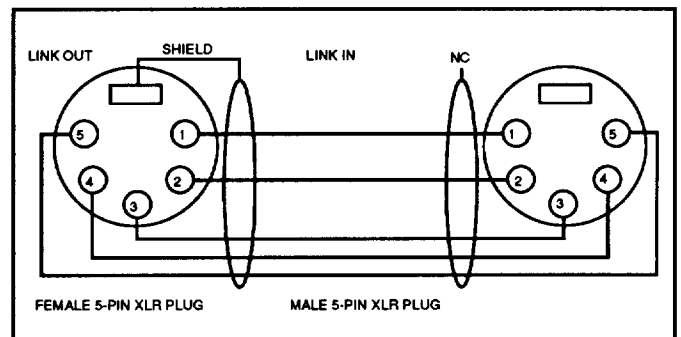 LINK OUT
SHIELD
LINK IN
NC
5
1
1
5
4
2
2
4
3
3
FEMALE 5-PIN XLR PLUG
MALE 5-PIN XLR PLUG